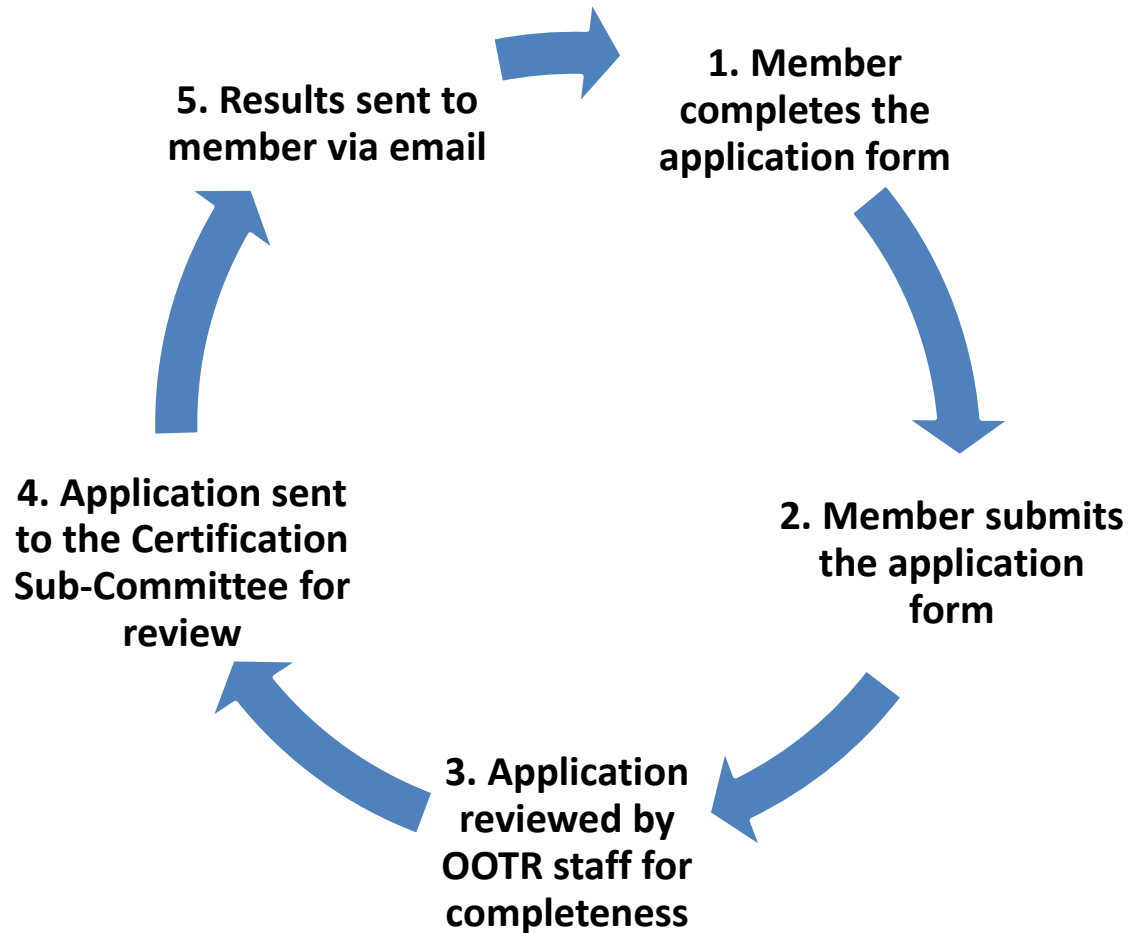 1. Member
completes the
application form
2. Member submits
the application
form
3. Application
reviewed by
OOTR staff for
completeness
4. Application sent
to the Certification
Sub-Committee for
review
5. Results sent to
member via email